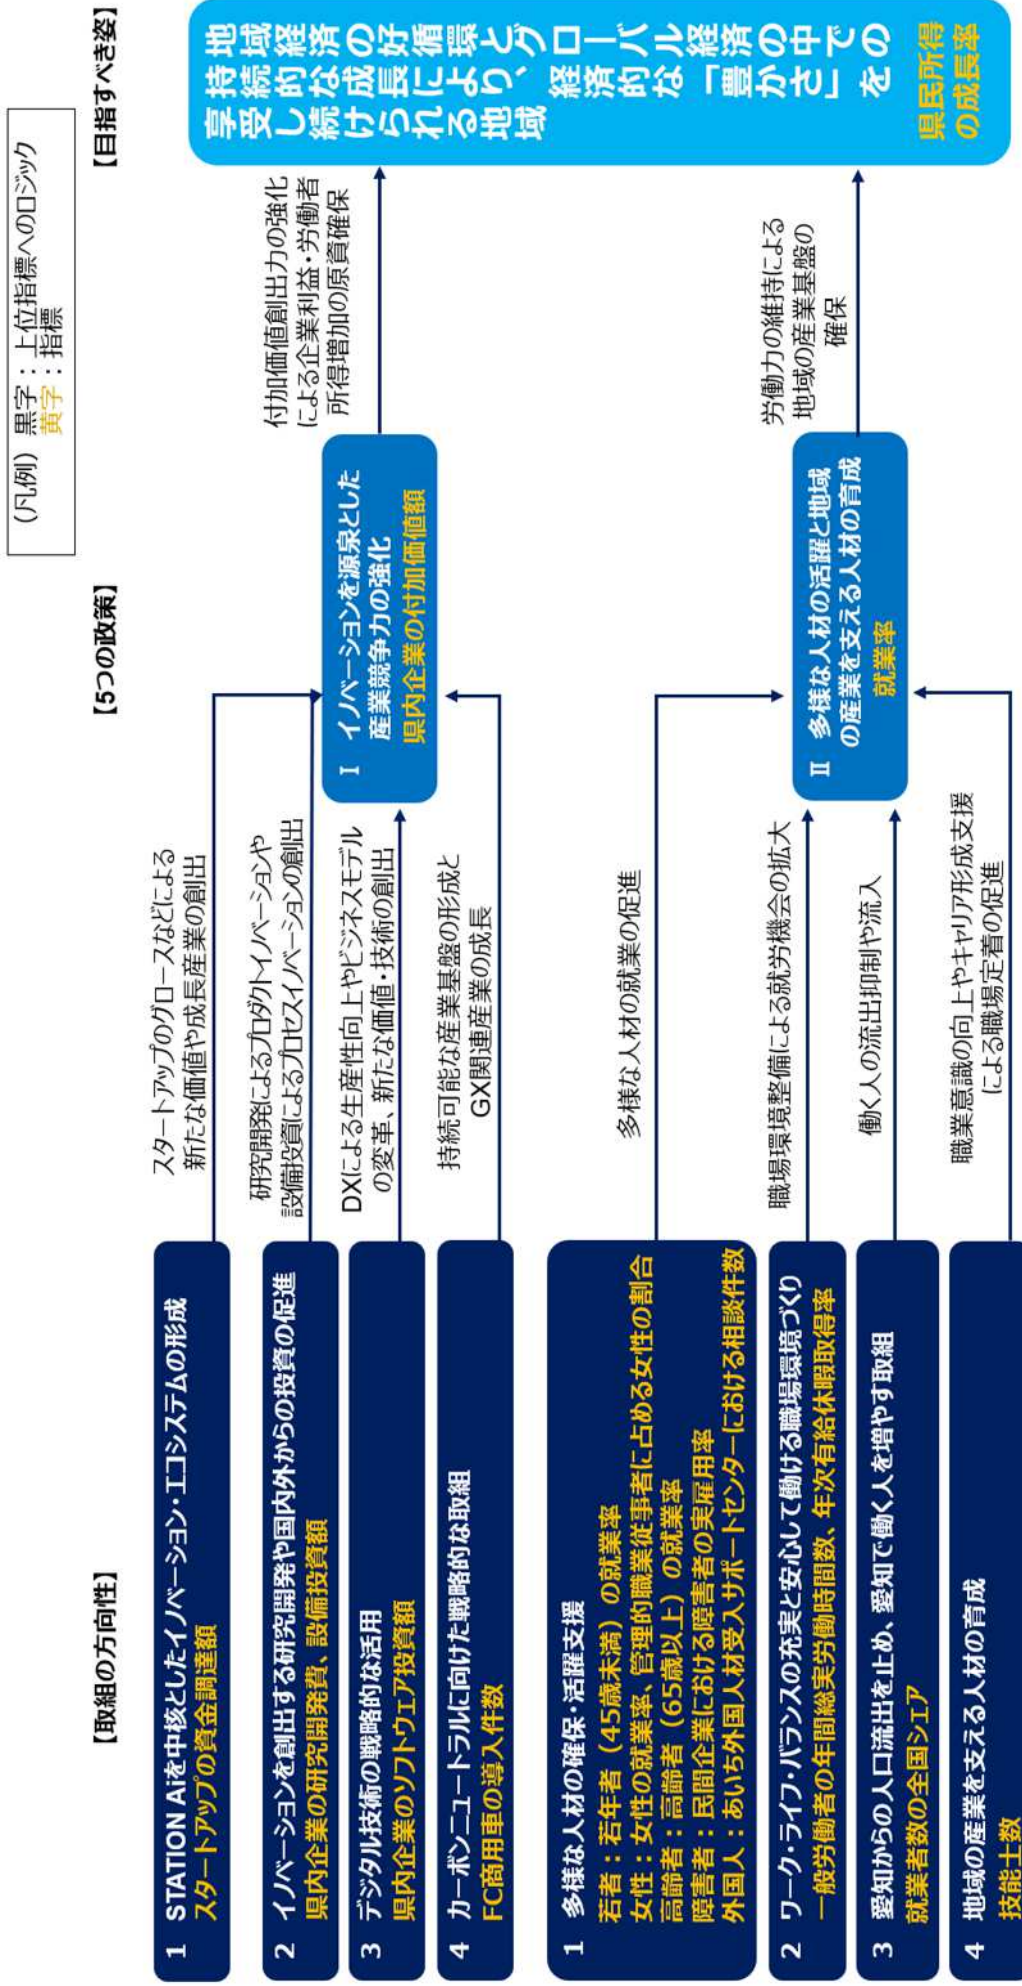 (凡例) 黒字：上位指標へのロジック
黄字：指標
【取組の方向性】
【5つの政策】
【目指すべき姿】
1 STATION Aiを中核としたイノベーション・エコシステムの形成
スタートアップの資金調達額
スタートアップのグロースなどによる
新たな価値や成長産業の創出
2 イノベーションを創出する研究開発や国内外からの投資の促進
県内企業の研究開発費、設備投資額
研究開発によるプロダクトイノベーションや
設備投資によるプロセスイノベーションの創出
3 デジタル技術の戦略的な活用
県内企業のソフトウェア投資額
DXによる生産性向上やビジネスモデル
の変革、新たな価値・技術の創出
4 カーボンニュートラルに向けた戦略的な取組
FC商用車の導入件数
持続可能な産業基盤の形成と
GX関連産業の成長
Ⅰ イノベーションを源泉とした
産業競争力の強化
県内企業の付加価値額
付加価値創出力の強化
による企業利益・労働者
所得増加の原資確保
1 多様な人材の確保・活躍支援
若者：若年者（45歳未満）の就業率
女性：女性の就業率、管理的職業従事者に占める女性の割合
高齢者：高齢者（65歳以上）の就業率
障害者：民間企業における障害者の実雇用率
外国人：あいち外国人材受入サポートセンターにおける相談件数
多様な人材の就業の促進
2 ワーク・ライフ・バランスの充実と安心して働ける職場環境づくり
一般労働者の年間総実労働時間数、年次有給休暇取得率
職場環境整備による就労機会の拡大
3 愛知からの人口流出を止め、愛知で働く人を増やす取組
就業者数の全国シェア
働く人の流出抑制や流入
4 地域の産業を支える人材の育成
技能士数
職業意識の向上やキャリア形成支援
による職場定着の促進
Ⅱ 多様な人材の活躍と地域
の産業を支える人材の育成
就業率
労働力の維持による
地域の産業基盤の
確保
地域経済の好循環とグローバル経済の中での
持続的な成長により、経済的な「豊かさ」を
享受し続けられる地域
県民所得
の成長率